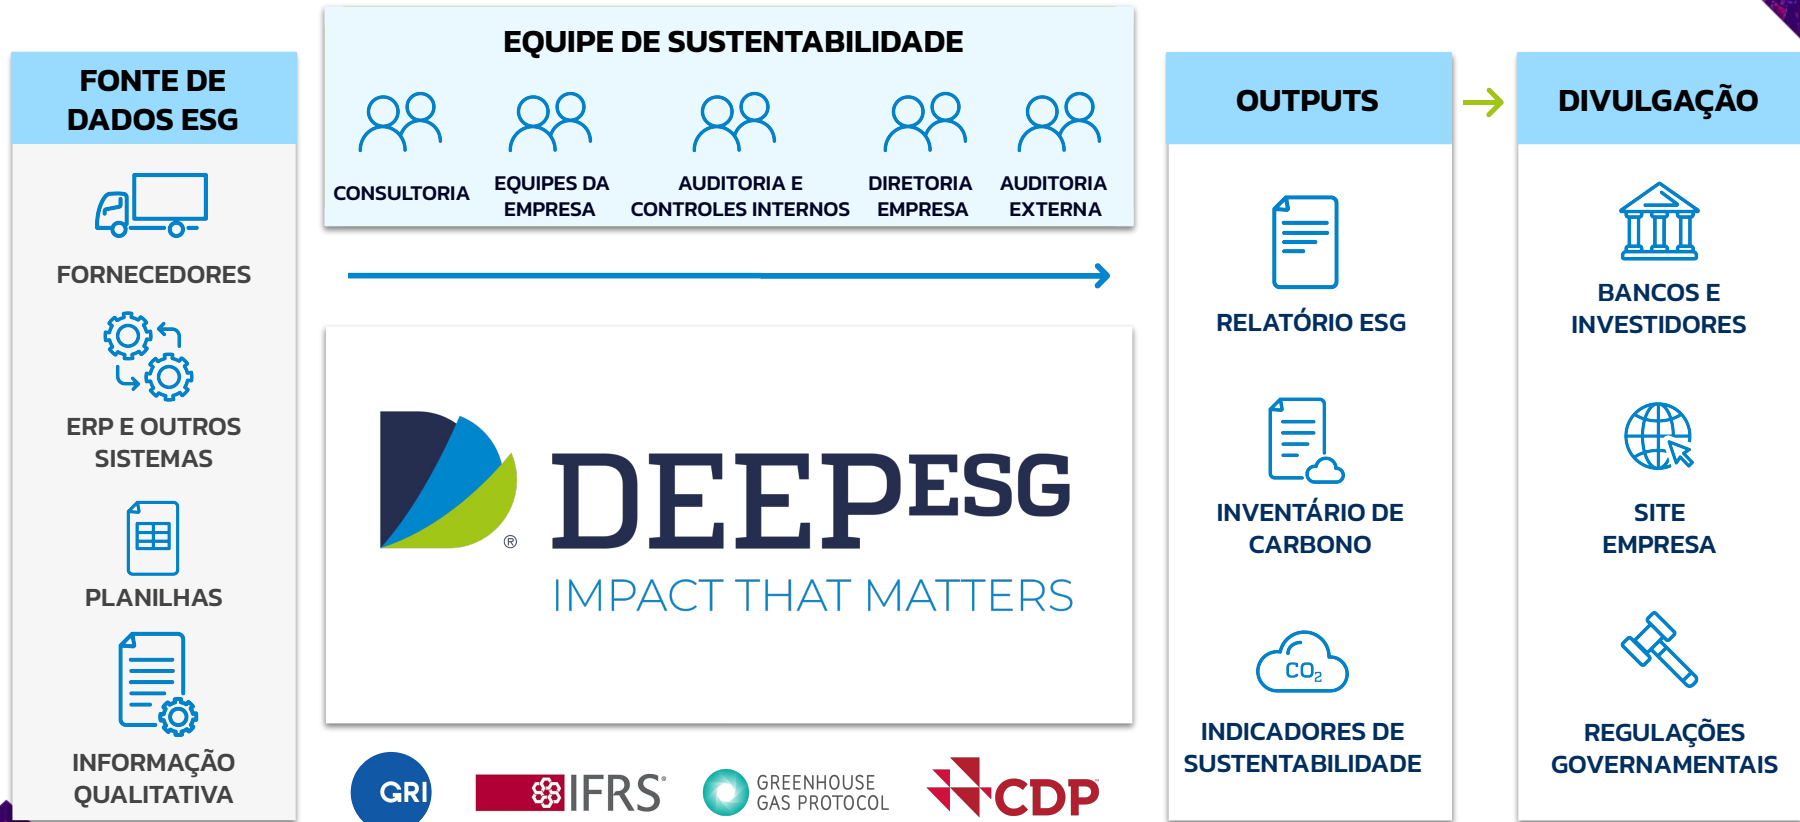 FONTE DE
DADOS ESG
FORNECEDORES
ERP E OUTROS
SISTEMAS
PLANILHAS
INFORMAÇÃO
QUALITATIVA
EQUIPE DE SUSTENTABILIDADE
CONSULTORIA
EQUIPES DA
EMPRESA
AUDITORIA E
CONTROLES INTERNOS
DIRETORIA
EMPRESA
AUDITORIA
EXTERNA
DEEPESG
®
IMPACT THAT MATTERS
GRI
IFRS®
GREENHOUSE
GAS PROTOCOL
CDP
OUTPUTS
RELATÓRIO ESG
INVENTÁRIO DE
CARBONO
CO₂
INDICADORES DE
SUSTENTABILIDADE
DIVULGAÇÃO
BANCOS E
INVESTIDORES
SITE
EMPRESA
REGULAÇÕES
GOVERNAMENTAIS